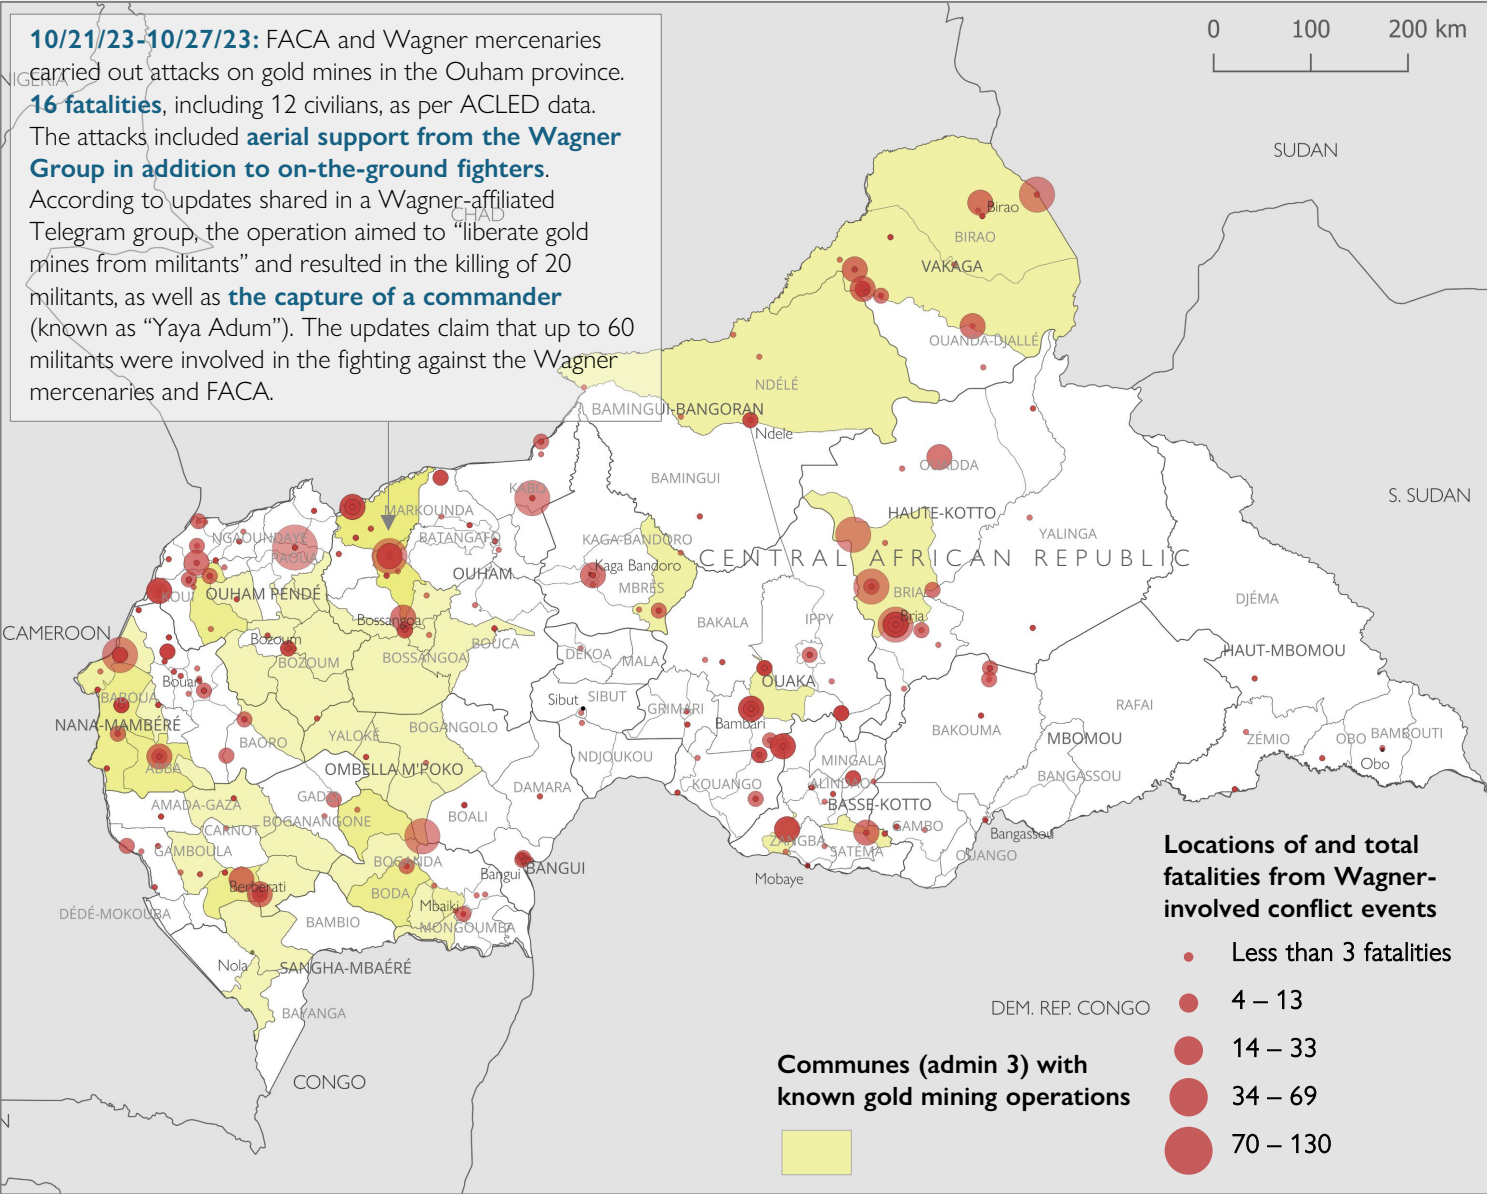 10/21/23-10/27/23: FACA and Wagner mercenaries
carried out attacks on gold mines in the Ouham province.
16 fatalities, including 12 civilians, as per ACLED data.
The attacks included aerial support from the Wagner
Group in addition to on-the-ground fighters.
According to updates shared in a Wagner-affiliated
Telegram group, the operation aimed to “liberate gold
mines from militants” and resulted in the killing of 20
militants, as well as the capture of a commander
(known as “Yaya Adum”). The updates claim that up to 60
militants were involved in the fighting against the Wagner
mercenaries and FACA.
0 100 200 km
NIGERIA
CHAD
SUDAN
Birao
BIRAO
VAKAGA
OUANDA-DJALLÉ
NDÉLÉ
BAMINGUI-BANGORAN
Ndele
OUADDA
BAMINGUI
KABO
S. SUDAN
MARKOUNDA
HAUTE-KOTTO
NGAOUNDAYE
BATANGAFO
KAGA-BANDORO
YALINGA
PAOUA
CENTRAL AFRICAN REPUBLIC
Kaga Bandoro
OUHAM
MBRÈS
KOUI
OUHAM PENDÉ
BRIA
DJÉMA
Bossangoa
Bria
BAKALA
IPPY
CAMEROON
Bozoum
BOUCA
BOZOUM
BOSSANGOA
DÉKOA
MALA
HAUT-MBOMOU
Bouar
OUAKA
BABOUA
Sibut
SIBUT
GRIMARI
RAFAI
NANA-MAMBÉRÉ
Bambari
BOGANGOLO
BAKOUMA
YALOKÉ
BAORO
MBOMOU
ZÉMIO
OBO
BAMBOUTI
NDJOUKOU
MINGALA
Obo
ABBA
OMBELLA M'POKO
BANGASSOU
KOUANGO
ALINDAO
DAMARA
GADZI
AMADA-GAZA
BASSE-KOTTO
BOALI
BOGANANGONE
GAMBO
CARNOT
Bangassou
ZANGBA
SATÉMA
OUANGO
GAMBOULA
BOGANDA
BANGUI
Bangui
Mobaye
Berberati
BODA
Mbaiki
DÉDÉ-MOKOUBA
BAMBIO
MONGOUMBA
Nola
SANGHA-MBAÉRÉ
BAYANGA
DEM. REP. CONGO
CONGO
N
Communes (admin 3) with
known gold mining operations
Locations of and total
fatalities from Wagner-
involved conflict events
Less than 3 fatalities
4 – 13
14 – 33
34 – 69
70 – 130